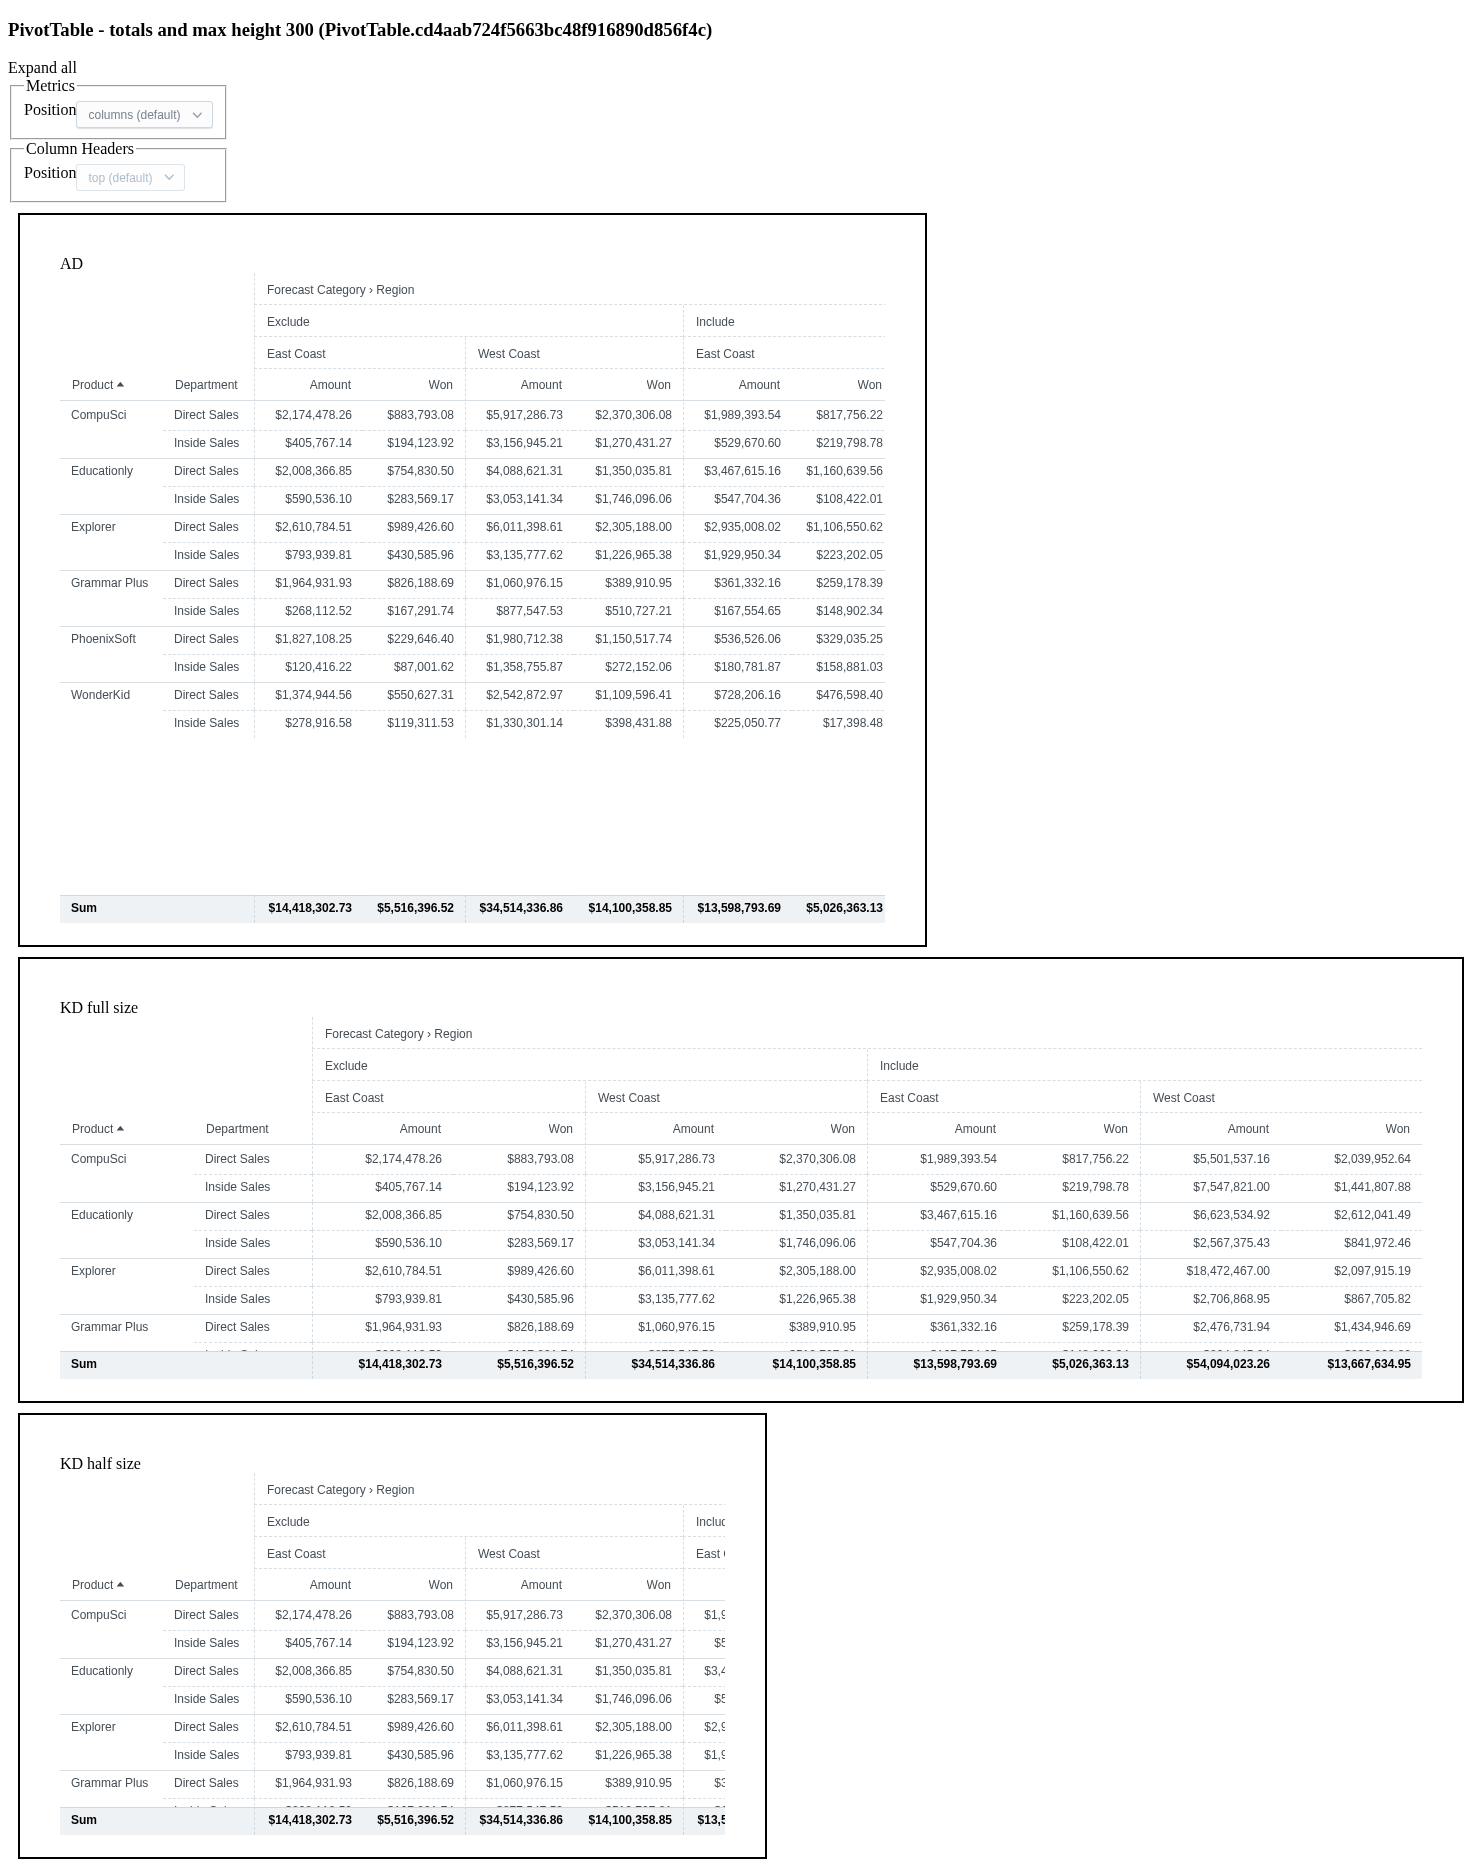 PivotTable - totals and max height 300 (PivotTable.cd4aab724f5663bc48f916890d856f4c)
Expand all
Metrics
Position columns (default)
Column Headers
Position top (default)
AD
Forecast Category › Region
Exclude Include
East Coast West Coast East Coast
Product Department Amount Won Amount Won Amount Won
CompuSci Direct Sales $2,174,478.26 $883,793.08 $5,917,286.73 $2,370,306.08 $1,989,393.54 $817,756.22
Inside Sales $405,767.14 $194,123.92 $3,156,945.21 $1,270,431.27 $529,670.60 $219,798.78
Educationly Direct Sales $2,008,366.85 $754,830.50 $4,088,621.31 $1,350,035.81 $3,467,615.16 $1,160,639.56
Inside Sales $590,536.10 $283,569.17 $3,053,141.34 $1,746,096.06 $547,704.36 $108,422.01
Explorer Direct Sales $2,610,784.51 $989,426.60 $6,011,398.61 $2,305,188.00 $2,935,008.02 $1,106,550.62
Inside Sales $793,939.81 $430,585.96 $3,135,777.62 $1,226,965.38 $1,929,950.34 $223,202.05
Grammar Plus Direct Sales $1,964,931.93 $826,188.69 $1,060,976.15 $389,910.95 $361,332.16 $259,178.39
Inside Sales $268,112.52 $167,291.74 $877,547.53 $510,727.21 $167,554.65 $148,902.34
PhoenixSoft Direct Sales $1,827,108.25 $229,646.40 $1,980,712.38 $1,150,517.74 $536,526.06 $329,035.25
Inside Sales $120,416.22 $87,001.62 $1,358,755.87 $272,152.06 $180,781.87 $158,881.03
WonderKid Direct Sales $1,374,944.56 $550,627.31 $2,542,872.97 $1,109,596.41 $728,206.16 $476,598.40
Inside Sales $278,916.58 $119,311.53 $1,330,301.14 $398,431.88 $225,050.77 $17,398.48
Sum $14,418,302.73 $5,516,396.52 $34,514,336.86 $14,100,358.85 $13,598,793.69 $5,026,363.13
KD full size
Forecast Category › Region
Exclude Include
East Coast West Coast East Coast West Coast
Product Department Amount Won Amount Won Amount Won Amount Won
CompuSci Direct Sales $2,174,478.26 $883,793.08 $5,917,286.73 $2,370,306.08 $1,989,393.54 $817,756.22 $5,501,537.16 $2,039,952.64
Inside Sales $405,767.14 $194,123.92 $3,156,945.21 $1,270,431.27 $529,670.60 $219,798.78 $7,547,821.00 $1,441,807.88
Educationly Direct Sales $2,008,366.85 $754,830.50 $4,088,621.31 $1,350,035.81 $3,467,615.16 $1,160,639.56 $6,623,534.92 $2,612,041.49
Inside Sales $590,536.10 $283,569.17 $3,053,141.34 $1,746,096.06 $547,704.36 $108,422.01 $2,567,375.43 $841,972.46
Explorer Direct Sales $2,610,784.51 $989,426.60 $6,011,398.61 $2,305,188.00 $2,935,008.02 $1,106,550.62 $18,472,467.00 $2,097,915.19
Inside Sales $793,939.81 $430,585.96 $3,135,777.62 $1,226,965.38 $1,929,950.34 $223,202.05 $2,706,868.95 $867,705.82
Grammar Plus Direct Sales $1,964,931.93 $826,188.69 $1,060,976.15 $389,910.95 $361,332.16 $259,178.39 $2,476,731.94 $1,434,946.69
Sum $14,418,302.73 $5,516,396.52 $34,514,336.86 $14,100,358.85 $13,598,793.69 $5,026,363.13 $54,094,023.26 $13,667,634.95
KD half size
Forecast Category › Region
Exclude
East Coast West Coast East
Product Department Amount Won Amount Won
CompuSci Direct Sales $2,174,478.26 $883,793.08 $5,917,286.73 $2,370,306.08 $1,9
Inside Sales $405,767.14 $194,123.92 $3,156,945.21 $1,270,431.27 $5
Educationly Direct Sales $2,008,366.85 $754,830.50 $4,088,621.31 $1,350,035.81 $3,4
Inside Sales $590,536.10 $283,569.17 $3,053,141.34 $1,746,096.06 $5
Explorer Direct Sales $2,610,784.51 $989,426.60 $6,011,398.61 $2,305,188.00 $2,9
Inside Sales $793,939.81 $430,585.96 $3,135,777.62 $1,226,965.38 $1,9
Grammar Plus Direct Sales $1,964,931.93 $826,188.69 $1,060,976.15 $389,910.95 $3
Sum $14,418,302.73 $5,516,396.52 $34,514,336.86 $14,100,358.85 $13,5